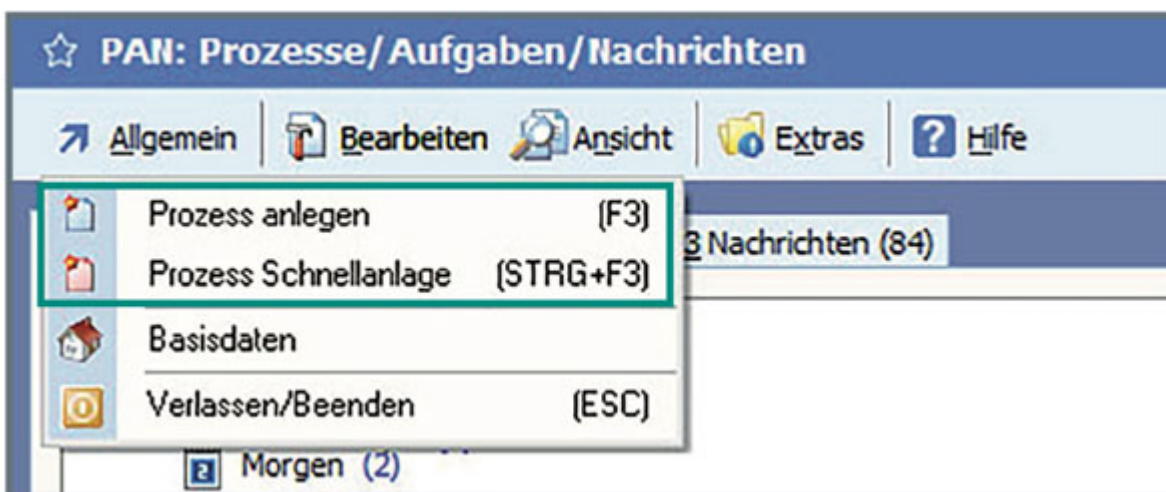 PAN: Prozesse/Aufgaben/Nachrichten
Allgemein Bearbeiten Ansicht Extras Hilfe
Prozess anlegen (F3)
3 Nachrichten (84)
Prozess Schnellanlage (STRG+F3)
Basisdaten
Verlassen/Beenden (ESC)
Morgen (2)